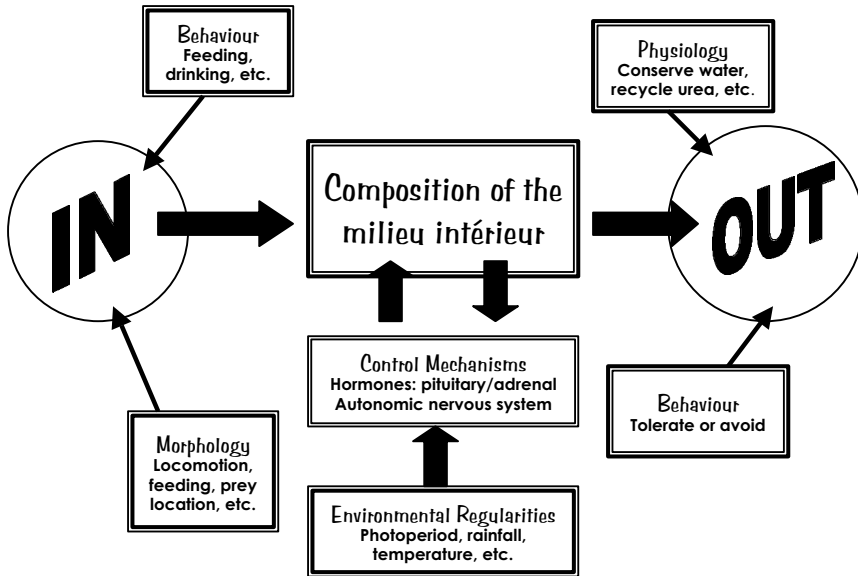 Behaviour
Feeding,
drinking, etc.
Physiology
Conserve water,
recycle urea, etc.
IN
Composition of the
milieu intérieur
OUT
Control Mechanisms
Hormones: pituitary/adrenal
Autonomic nervous system
Behaviour
Tolerate or avoid
Morphology
Locomotion,
feeding, prey
location, etc.
Environmental Regularities
Photoperiod, rainfall,
temperature, etc.